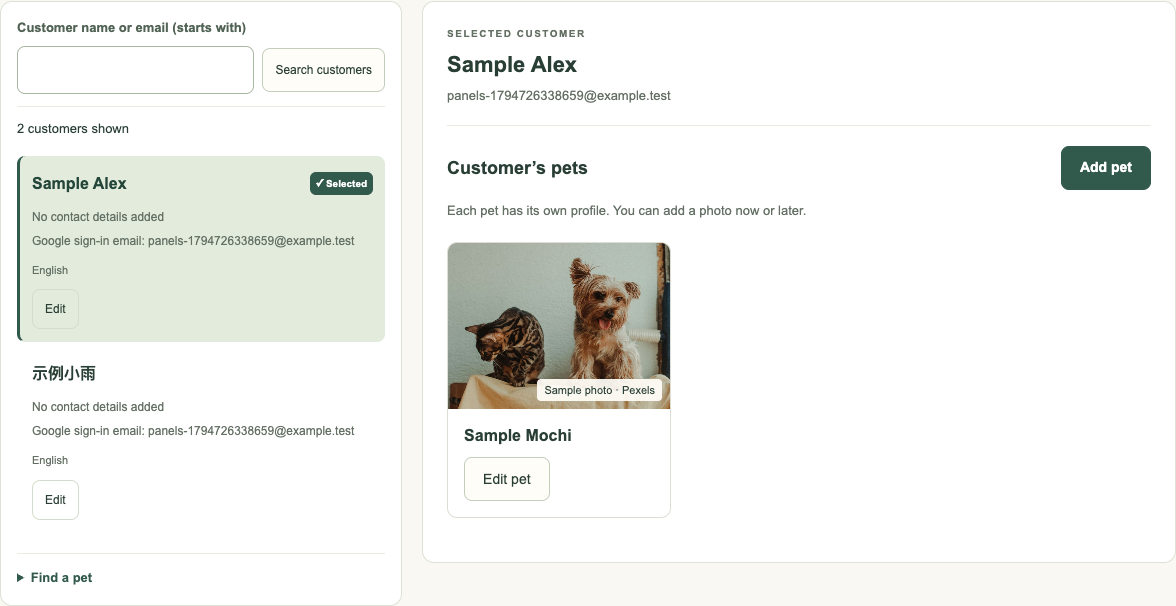 Customer name or email (starts with)
Search customers
2 customers shown
Sample Alex
✓ Selected
No contact details added
Google sign-in email: panels-1794726338659@example.test
English
Edit
示例小雨
No contact details added
Google sign-in email: panels-1794726338659@example.test
English
Edit
Find a pet
SELECTED CUSTOMER
Sample Alex
panels-1794726338659@example.test
Customer’s pets
Add pet
Each pet has its own profile. You can add a photo now or later.
Sample photo · Pexels
Sample Mochi
Edit pet